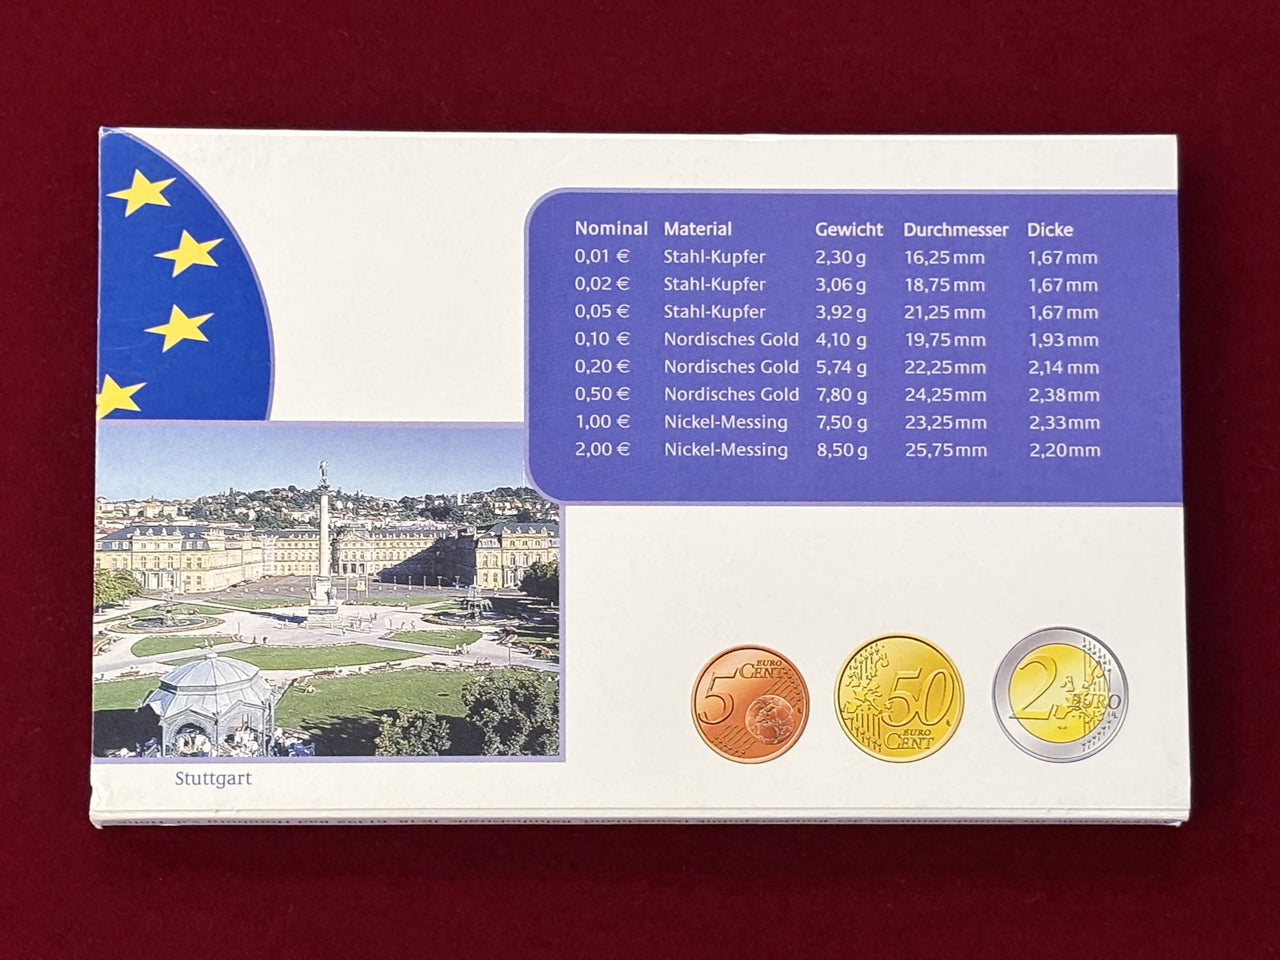 Nominal Material Gewicht Durchmesser Dicke
0,01 € Stahl-Kupfer 2,30 g 16,25 mm 1,67 mm
0,02 € Stahl-Kupfer 3,06 g 18,75 mm 1,67 mm
0,05 € Stahl-Kupfer 3,92 g 21,25 mm 1,67 mm
0,10 € Nordisches Gold 4,10 g 19,75 mm 1,93 mm
0,20 € Nordisches Gold 5,74 g 22,25 mm 2,14 mm
0,50 € Nordisches Gold 7,80 g 24,25 mm 2,38 mm
1,00 € Nickel-Messing 7,50 g 23,25 mm 2,33 mm
2,00 € Nickel-Messing 8,50 g 25,75 mm 2,20 mm
5 EURO CENT
50 EURO CENT
2 EURO
Stuttgart